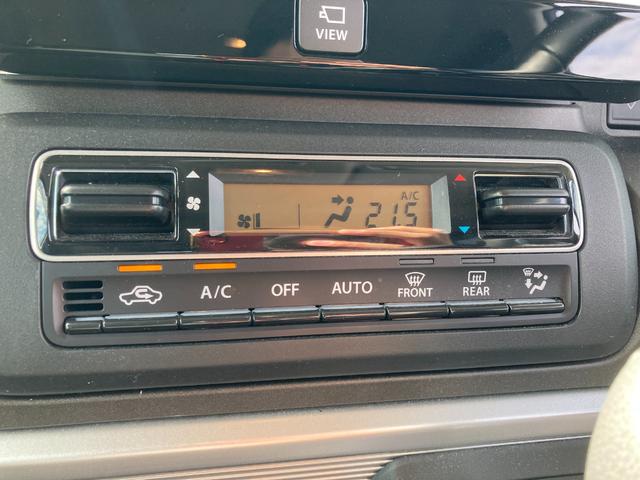 VIEW
A/C
21.5
A/C
OFF
AUTO
FRONT
REAR